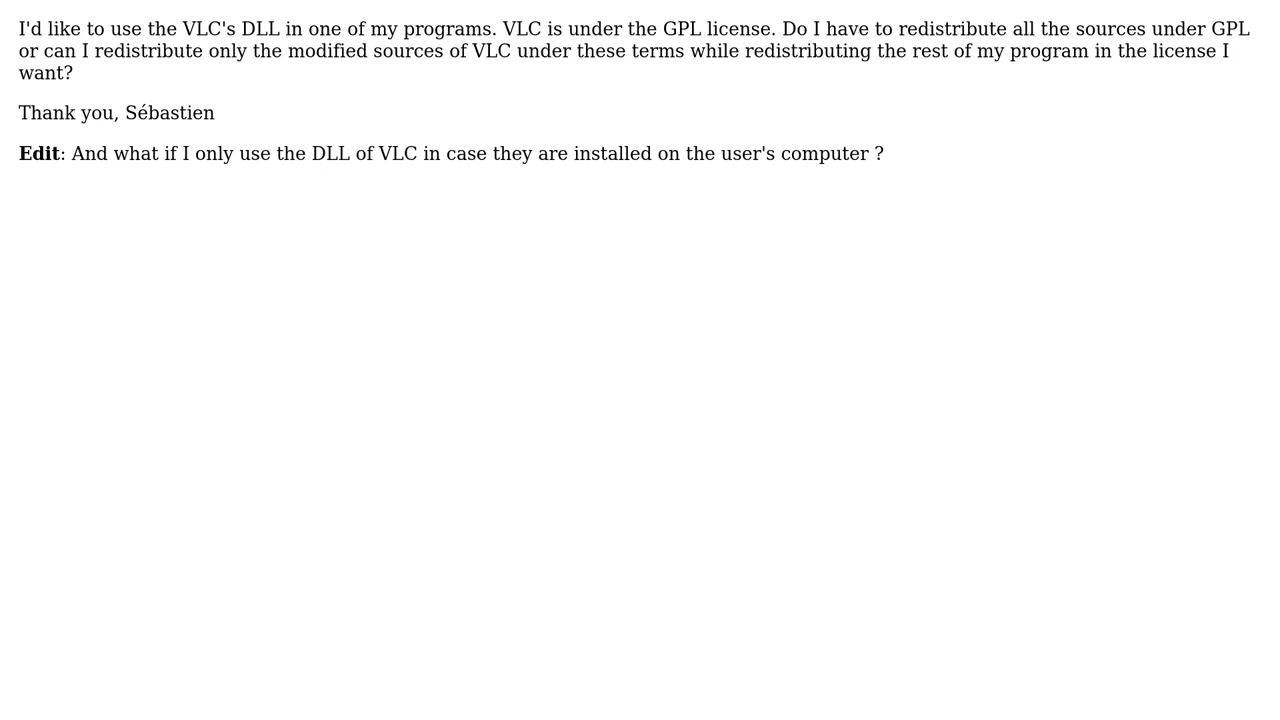 I'd like to use the VLC's DLL in one of my programs. VLC is under the GPL license. Do I have to redistribute all the sources under GPL
or can I redistribute only the modified sources of VLC under these terms while redistributing the rest of my program in the license I
want?
Thank you, Sébastien
Edit: And what if I only use the DLL of VLC in case they are installed on the user's computer ?